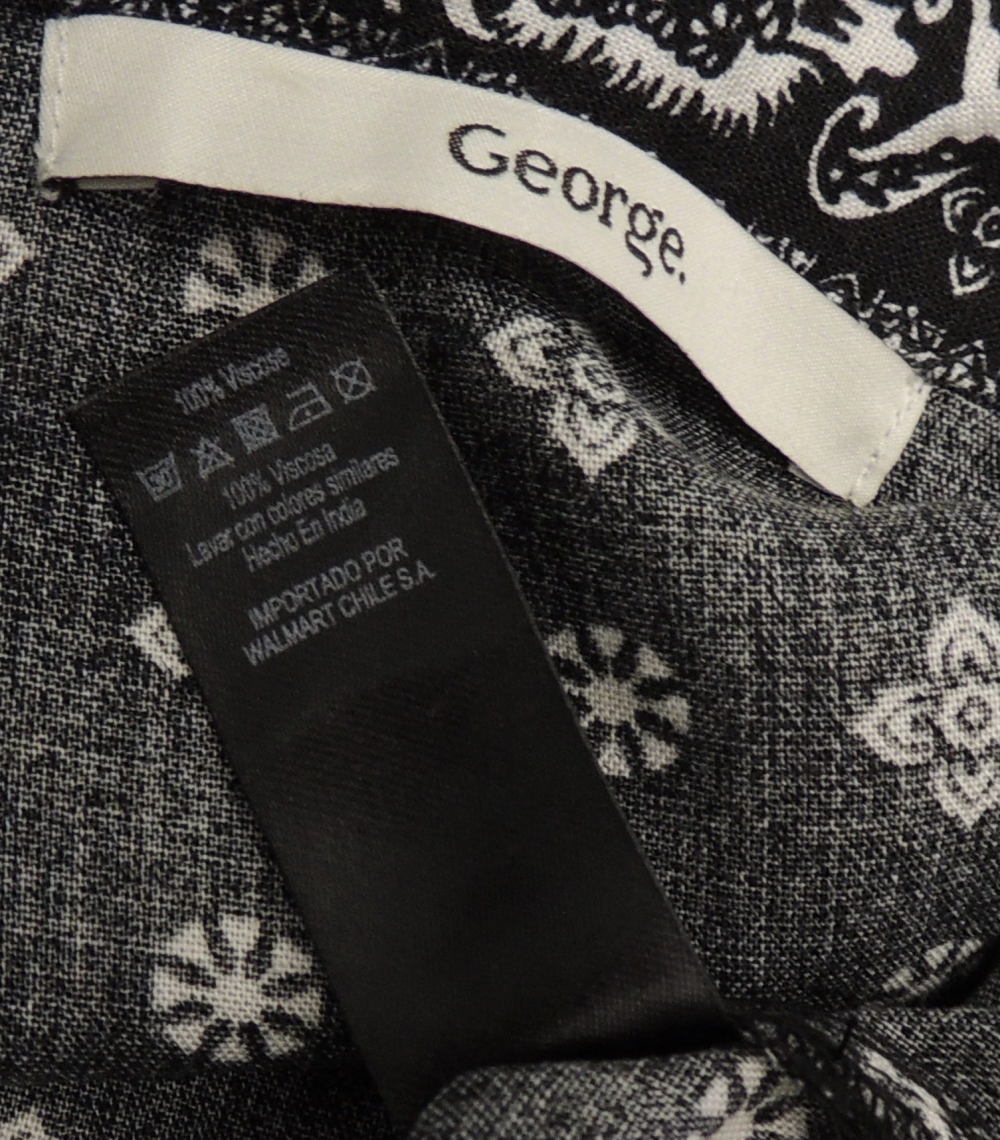 George.
100% Viscose
100% Viscosa
Lavar con colores similares
Hecho En India
IMPORTADO POR
WALMART CHILE S.A.